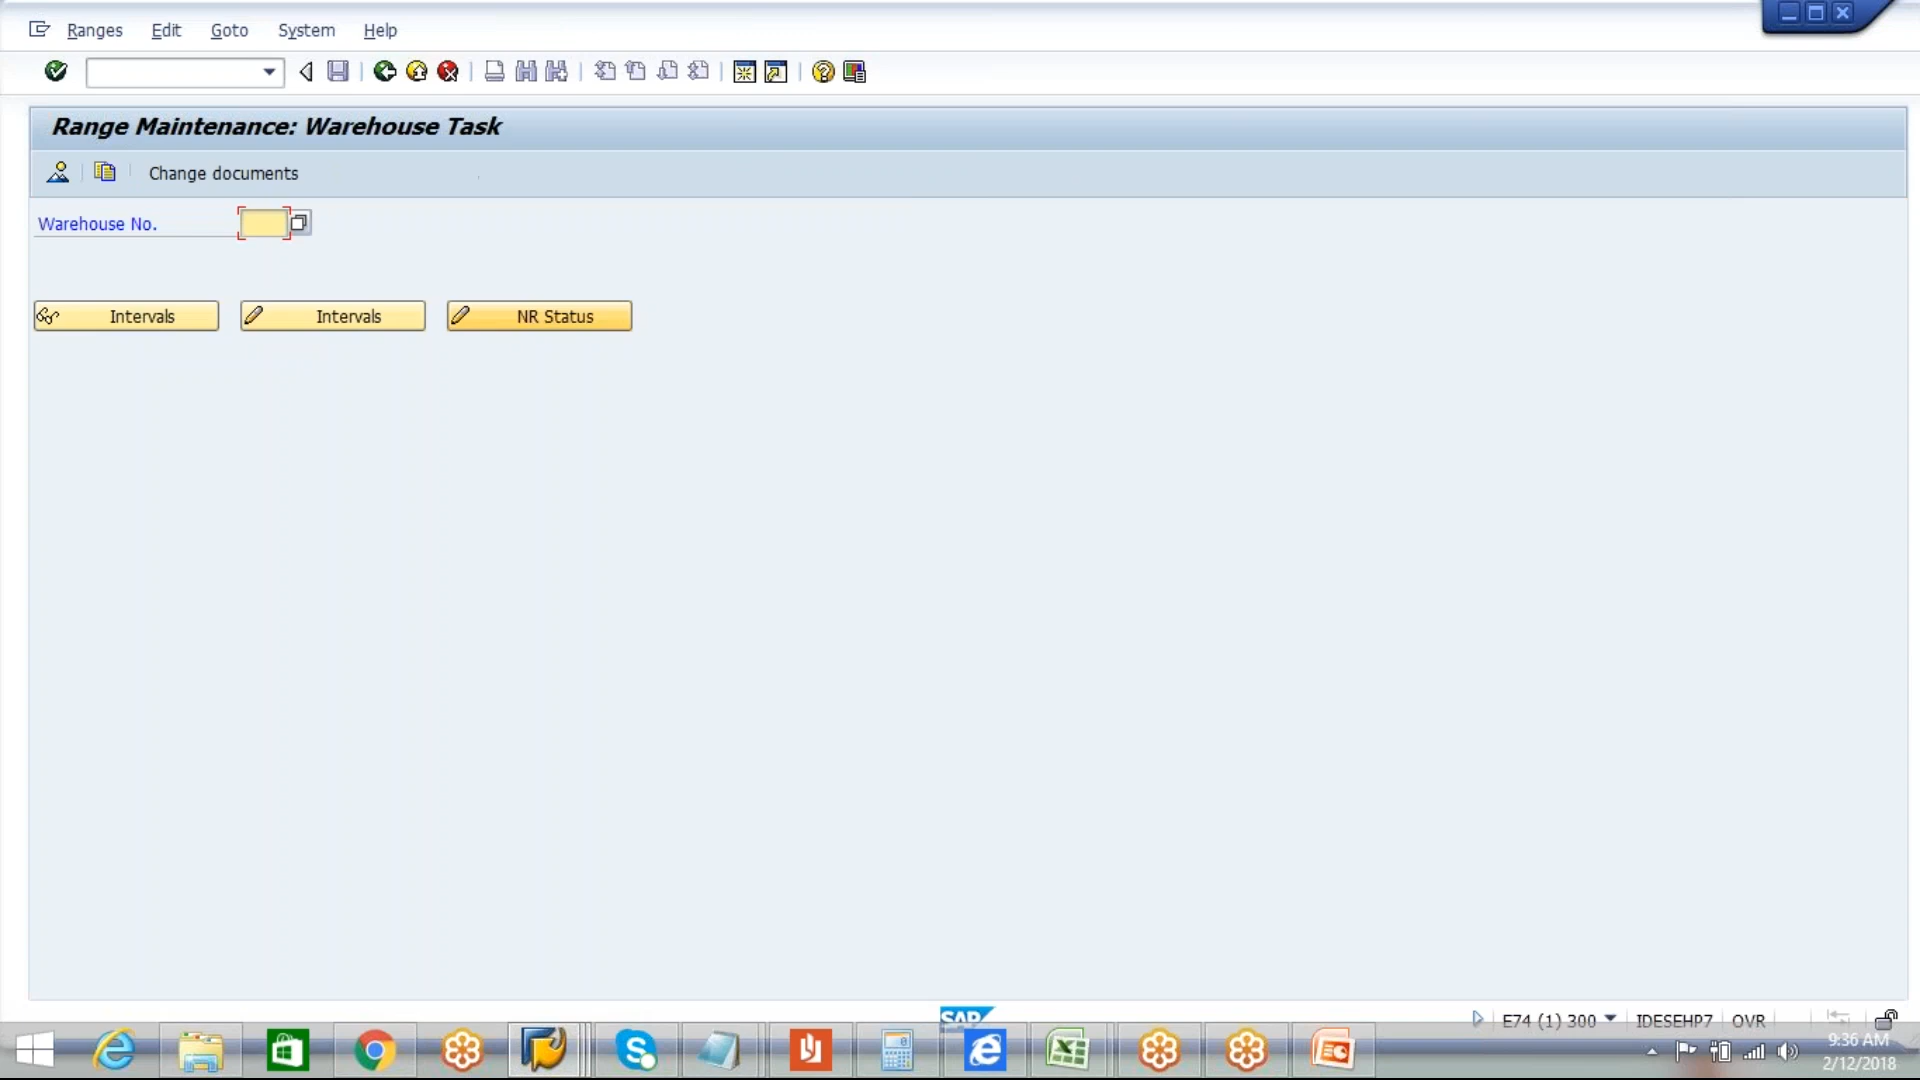 Ranges Edit Goto System Help
Range Maintenance: Warehouse Task
Change documents
Warehouse No.
Intervals Intervals NR Status
SAP
E74 (1) 300 IDESEHP7 OVR
9:36 AM
2/12/2018